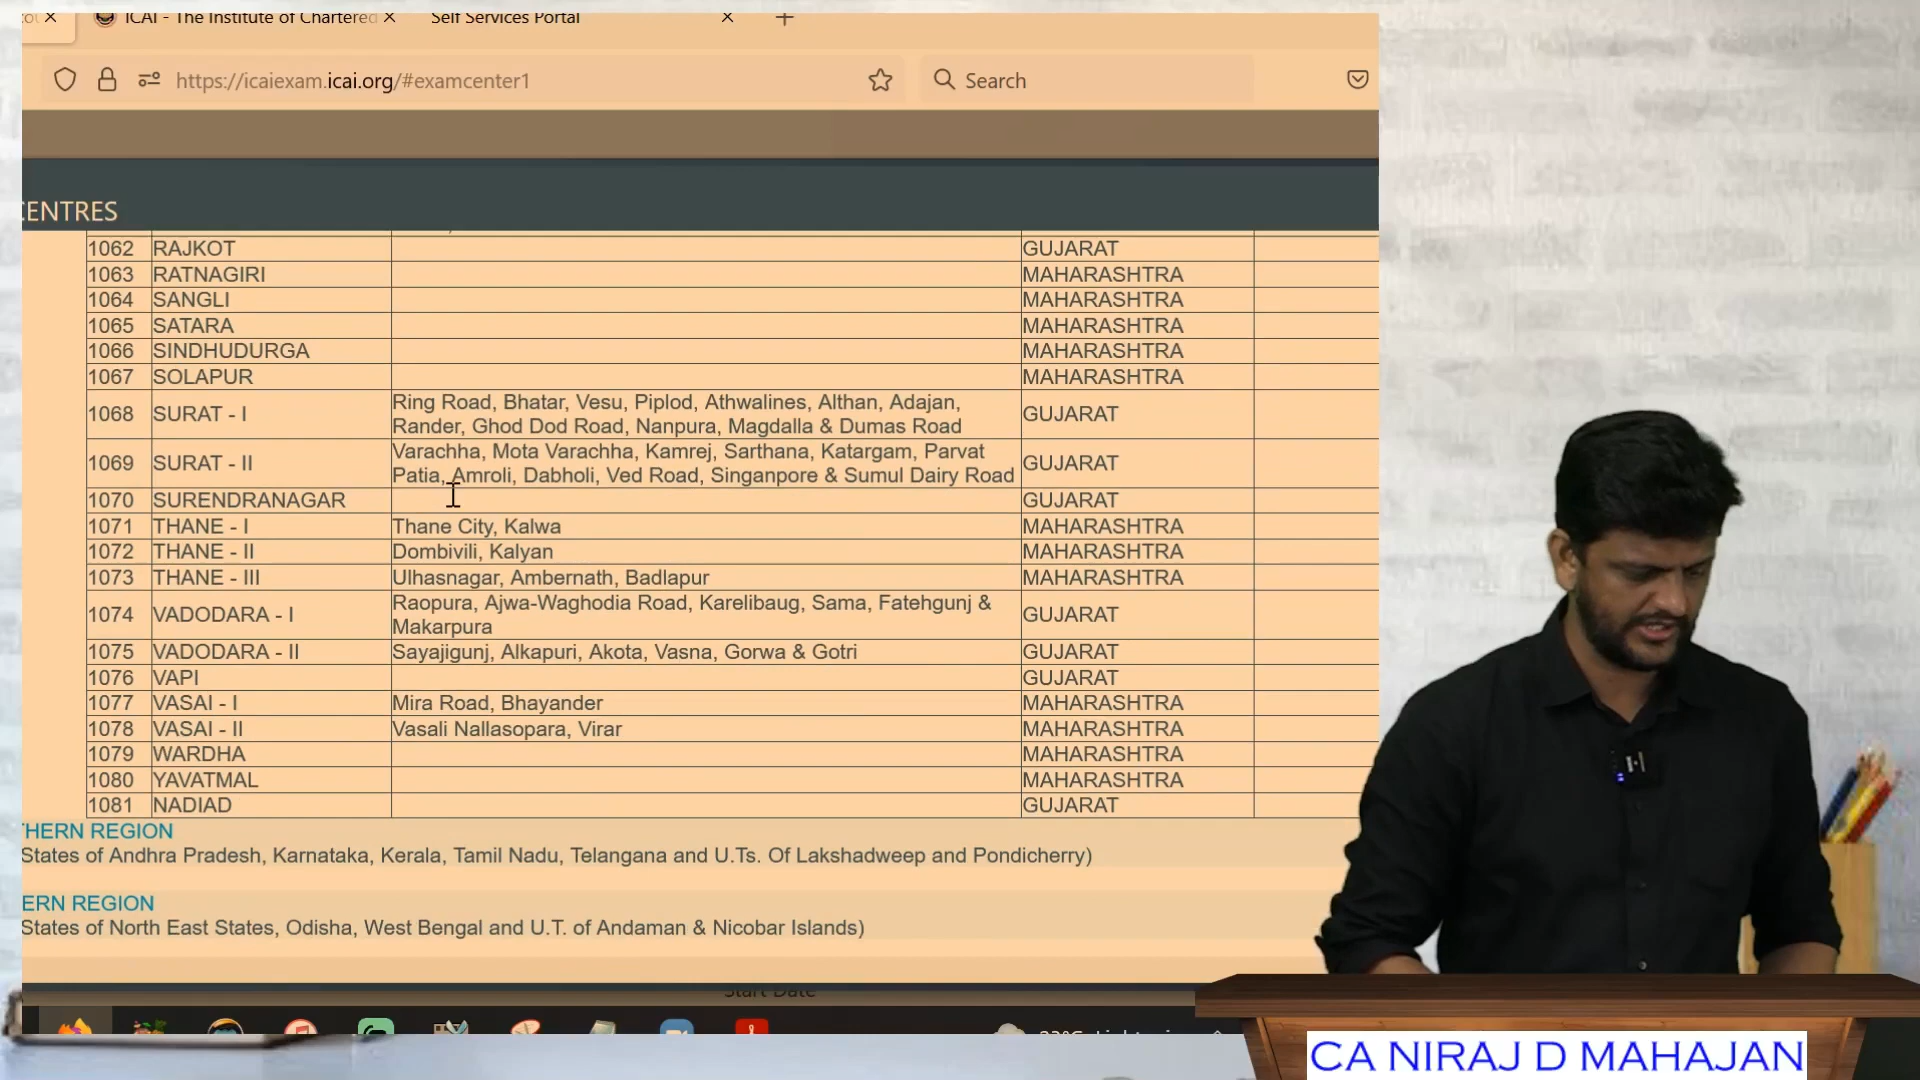 ICAI - The Institute of Chartered
Self Services Portal
https://icaiexam.icai.org/#examcenter1
Search
CENTRES
1062 RAJKOT GUJARAT
1063 RATNAGIRI MAHARASHTRA
1064 SANGLI MAHARASHTRA
1065 SATARA MAHARASHTRA
1066 SINDHUDURGA MAHARASHTRA
1067 SOLAPUR MAHARASHTRA
1068 SURAT - I Ring Road, Bhatar, Vesu, Piplod, Athwalines, Althan, Adajan,
Rander, Ghod Dod Road, Nanpura, Magdalla & Dumas Road GUJARAT
1069 SURAT - II Varachha, Mota Varachha, Kamrej, Sarthana, Katargam, Parvat
Patia, Amroli, Dabholi, Ved Road, Singanpore & Sumul Dairy Road GUJARAT
1070 SURENDRANAGAR GUJARAT
1071 THANE - I Thane City, Kalwa MAHARASHTRA
1072 THANE - II Dombivili, Kalyan MAHARASHTRA
1073 THANE - III Ulhasnagar, Ambernath, Badlapur MAHARASHTRA
1074 VADODARA - I Raopura, Ajwa-Waghodia Road, Karelibaug, Sama, Fatehgunj &
Makarpura GUJARAT
1075 VADODARA - II Sayajigunj, Alkapuri, Akota, Vasna, Gorwa & Gotri GUJARAT
1076 VAPI GUJARAT
1077 VASAI - I Mira Road, Bhayander MAHARASHTRA
1078 VASAI - II Vasali Nallasopara, Virar MAHARASHTRA
1079 WARDHA MAHARASHTRA
1080 YAVATMAL MAHARASHTRA
1081 NADIAD GUJARAT
THERN REGION
States of Andhra Pradesh, Karnataka, Kerala, Tamil Nadu, Telangana and U.Ts. Of Lakshadweep and Pondicherry)
ERN REGION
States of North East States, Odisha, West Bengal and U.T. of Andaman & Nicobar Islands)
Start Date
CA NIRAJ D MAHAJAN